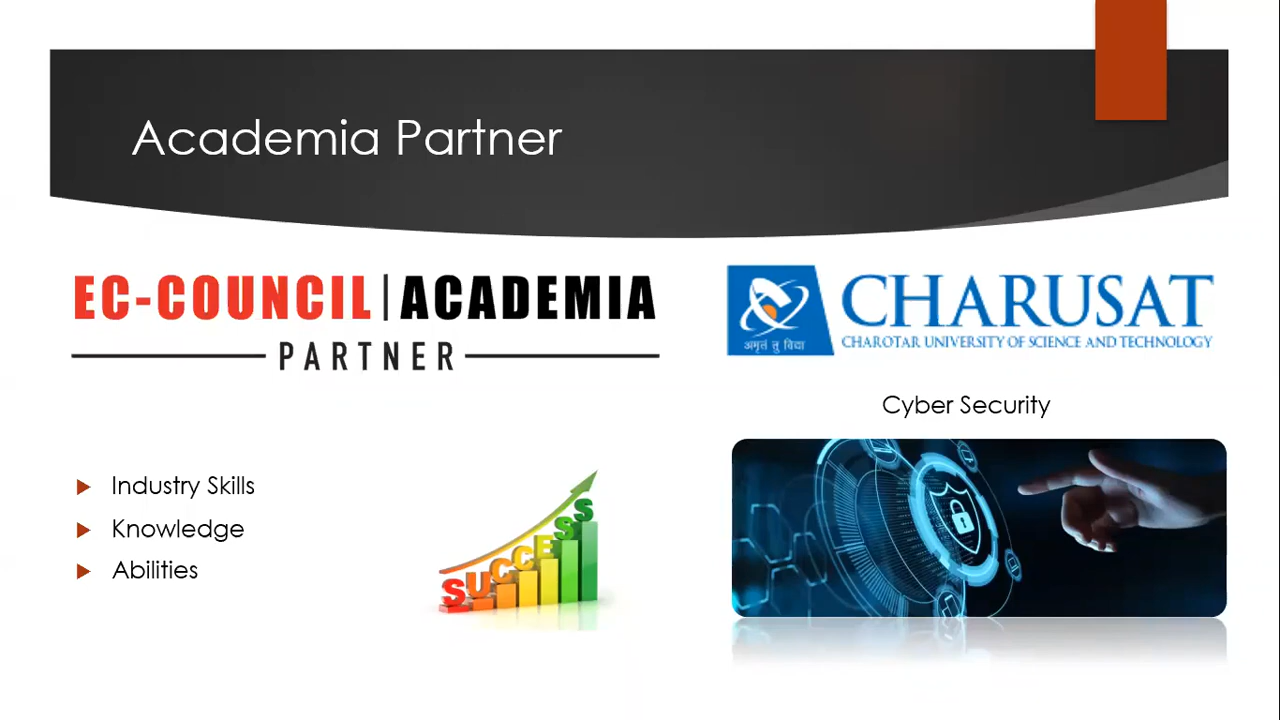 Academia Partner
EC-COUNCIL | ACADEMIA
PARTNER
CHARUSAT
अमृतं तु विद्या
CHAROTAR UNIVERSITY OF SCIENCE AND TECHNOLOGY
Cyber Security
Industry Skills
Knowledge
Abilities
SUCCESS